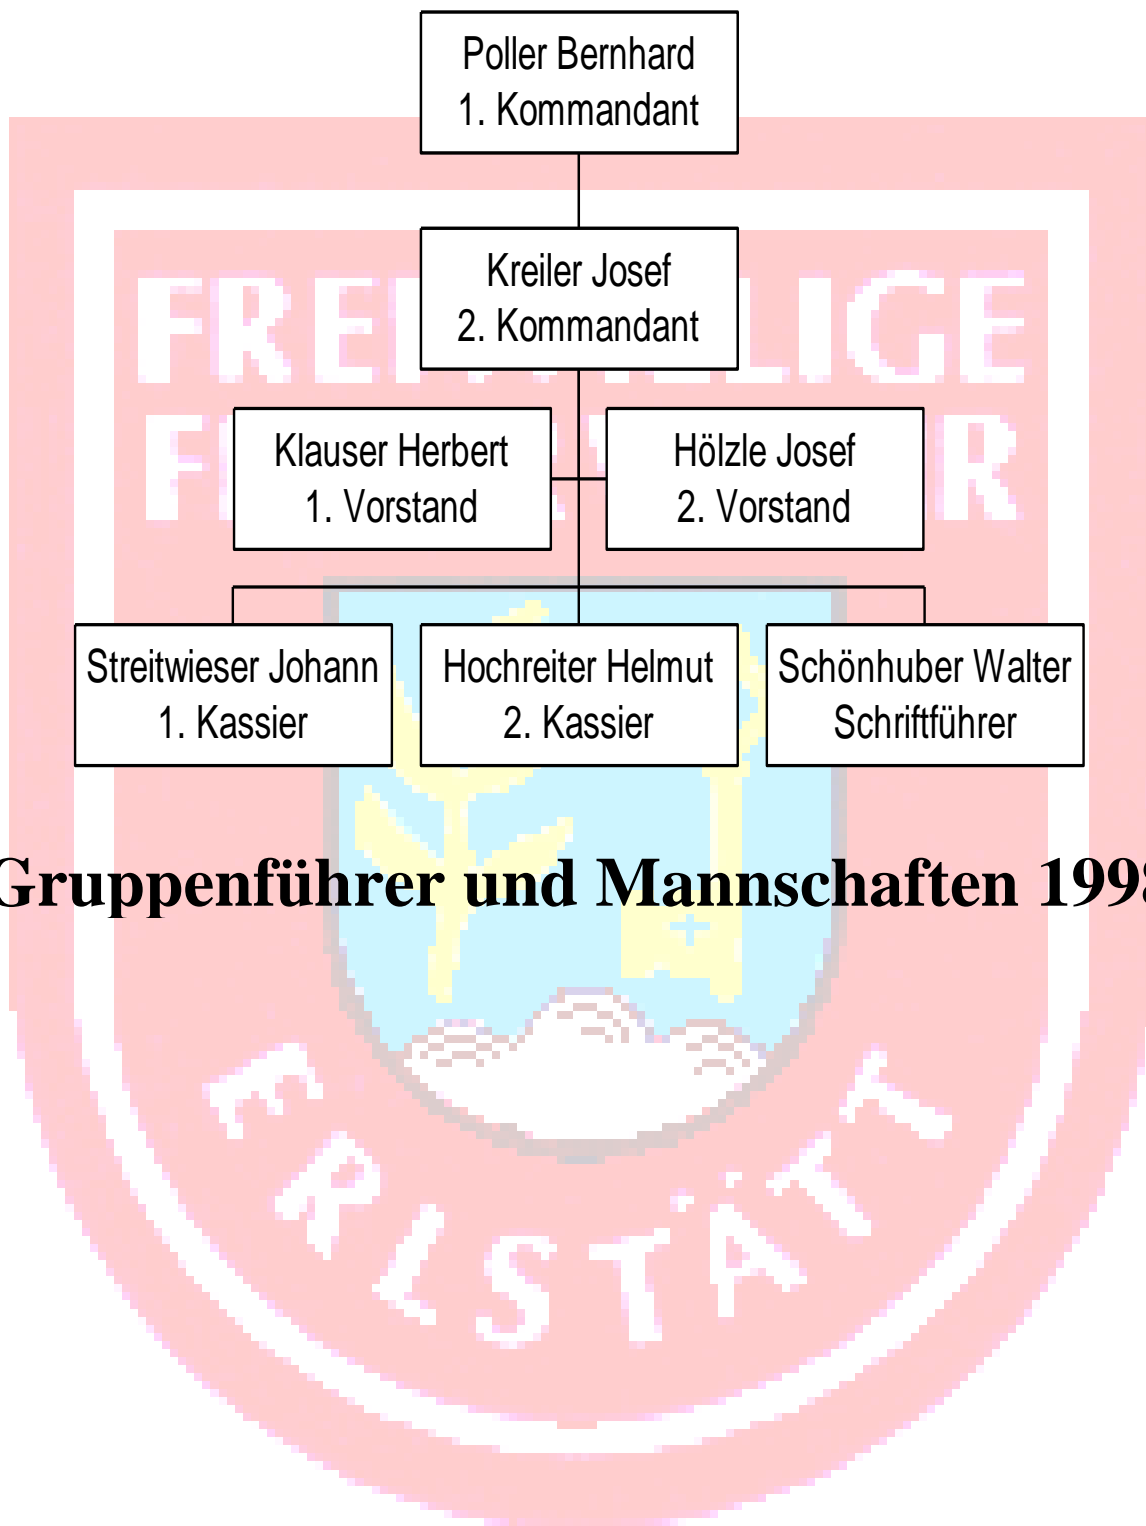 Poller Bernhard
1. Kommandant
Kreiler Josef
2. Kommandant
Klauser Herbert
1. Vorstand
Hölzle Josef
2. Vorstand
Streitwieser Johann
1. Kassier
Hochreiter Helmut
2. Kassier
Schönhuber Walter
Schriftführer
Gruppenführer und Mannschaften 1998
ERLSTÄTT